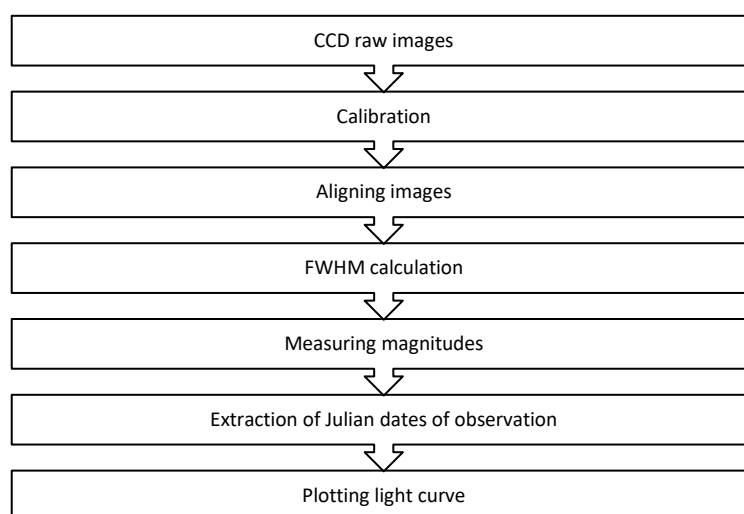 CCD raw images
Calibration
Aligning images
FWHM calculation
Measuring magnitudes
Extraction of Julian dates of observation
Plotting light curve